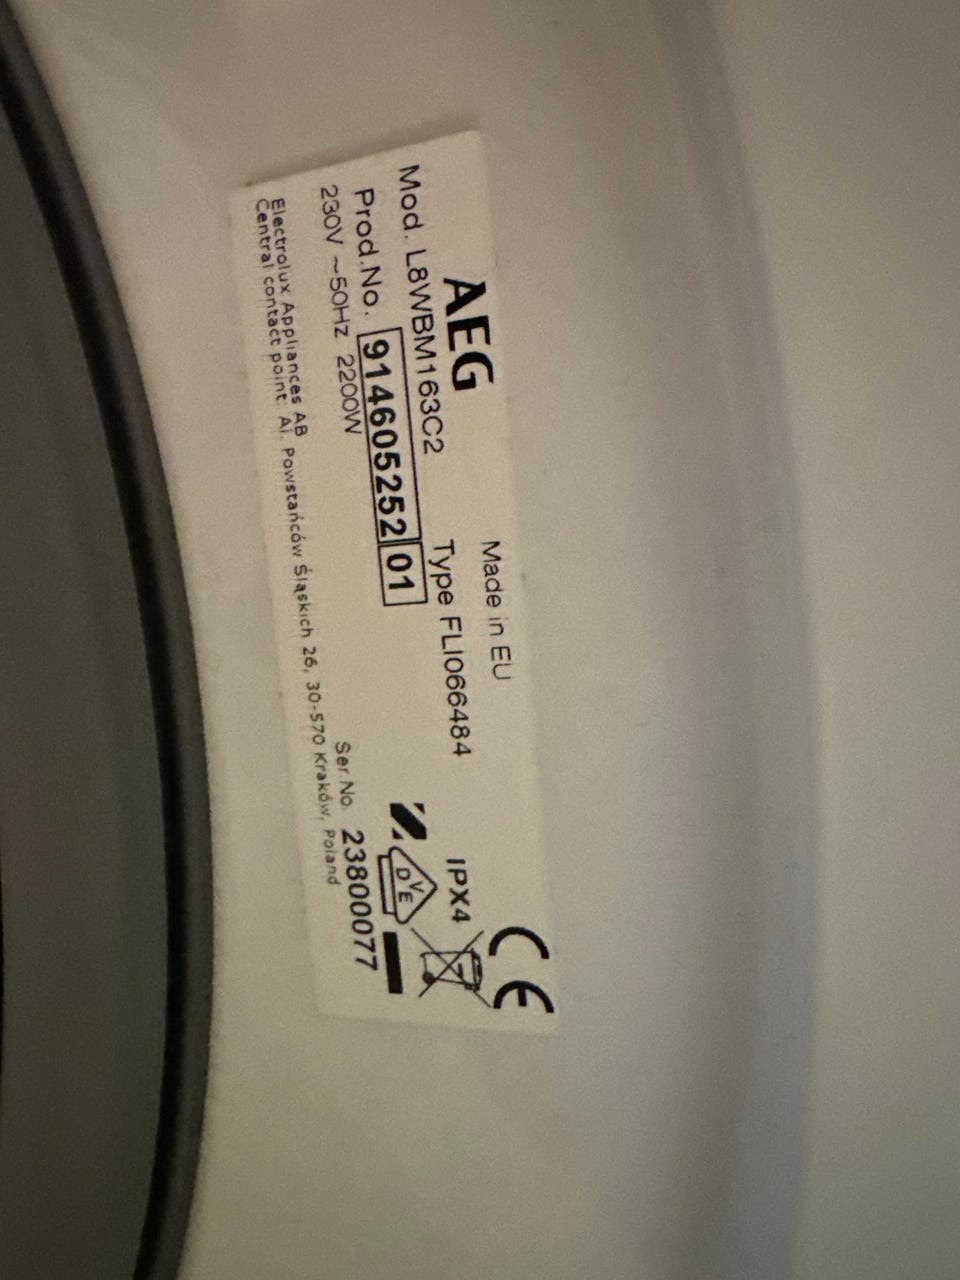 AEG
Made in EU
Mod. L8WBM163C2 Type FLI066484 IPX4
Prod.No. 914605252 01
DVE
230V ~50Hz 2200W
Ser.No. 23800077
Electrolux Appliances AB
Central contact point: Al. Powstańców Śląskich 26, 30-570 Kraków, Poland
CE